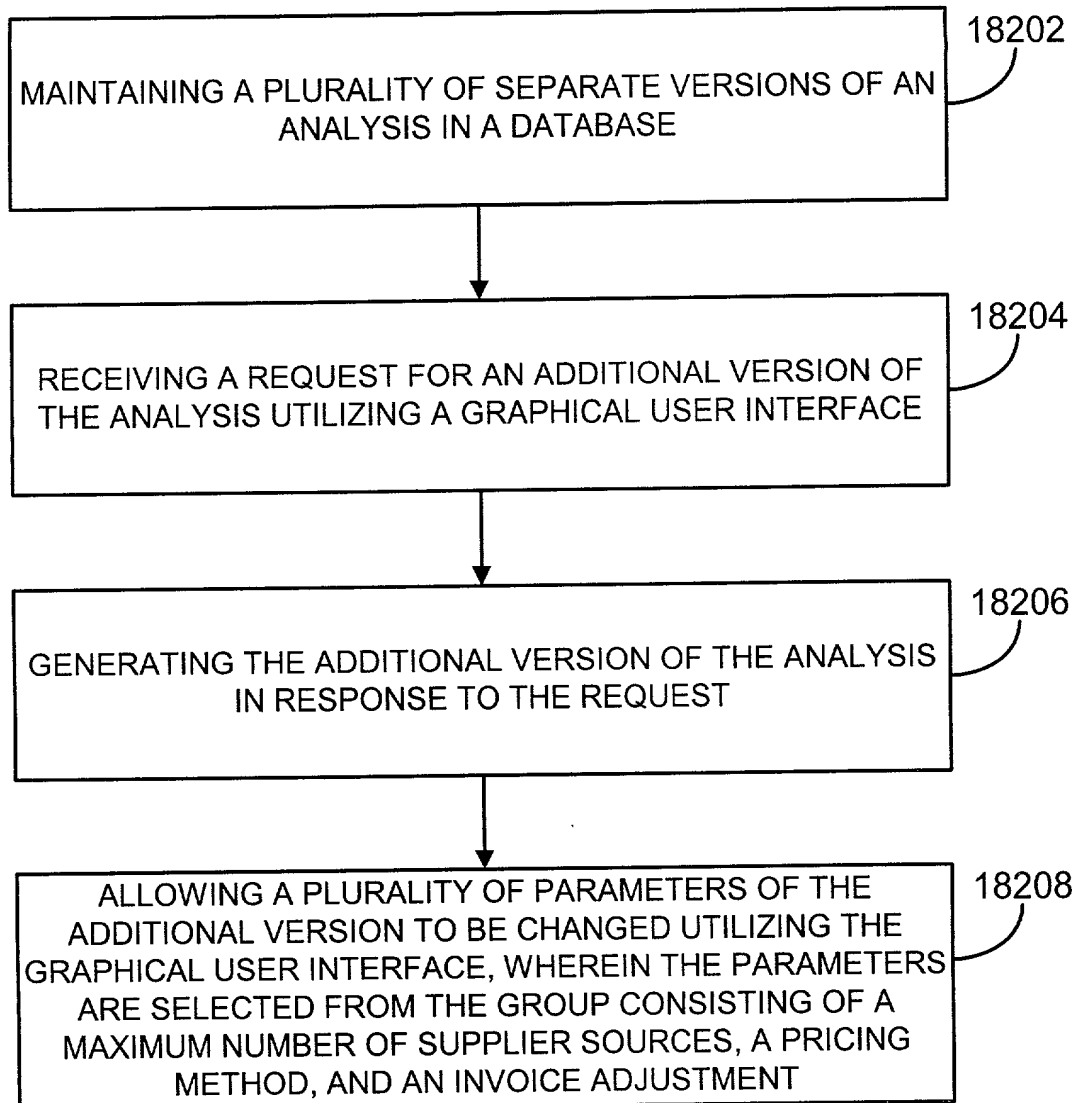 18202
MAINTAINING A PLURALITY OF SEPARATE VERSIONS OF AN
ANALYSIS IN A DATABASE
18204
RECEIVING A REQUEST FOR AN ADDITIONAL VERSION OF
THE ANALYSIS UTILIZING A GRAPHICAL USER INTERFACE
18206
GENERATING THE ADDITIONAL VERSION OF THE ANALYSIS
IN RESPONSE TO THE REQUEST
18208
ALLOWING A PLURALITY OF PARAMETERS OF THE
ADDITIONAL VERSION TO BE CHANGED UTILIZING THE
GRAPHICAL USER INTERFACE, WHEREIN THE PARAMETERS
ARE SELECTED FROM THE GROUP CONSISTING OF A
MAXIMUM NUMBER OF SUPPLIER SOURCES, A PRICING
METHOD, AND AN INVOICE ADJUSTMENT